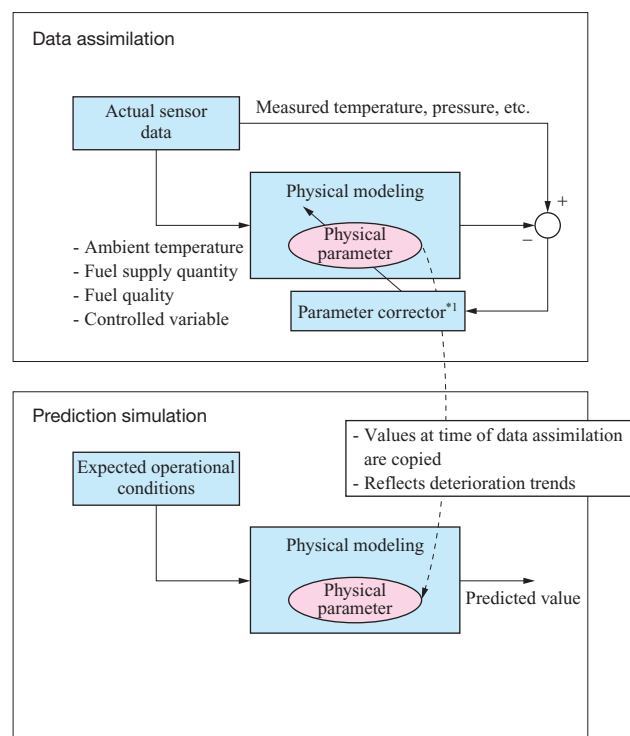 Data assimilation
Actual sensor
data
Measured temperature, pressure, etc.
Physical modeling
Physical
parameter
+
−
- Ambient temperature
- Fuel supply quantity
- Fuel quality
- Controlled variable
Parameter corrector*1
Prediction simulation
- Values at time of data assimilation
are copied
- Reflects deterioration trends
Expected operational
conditions
Physical modeling
Physical
parameter
Predicted value